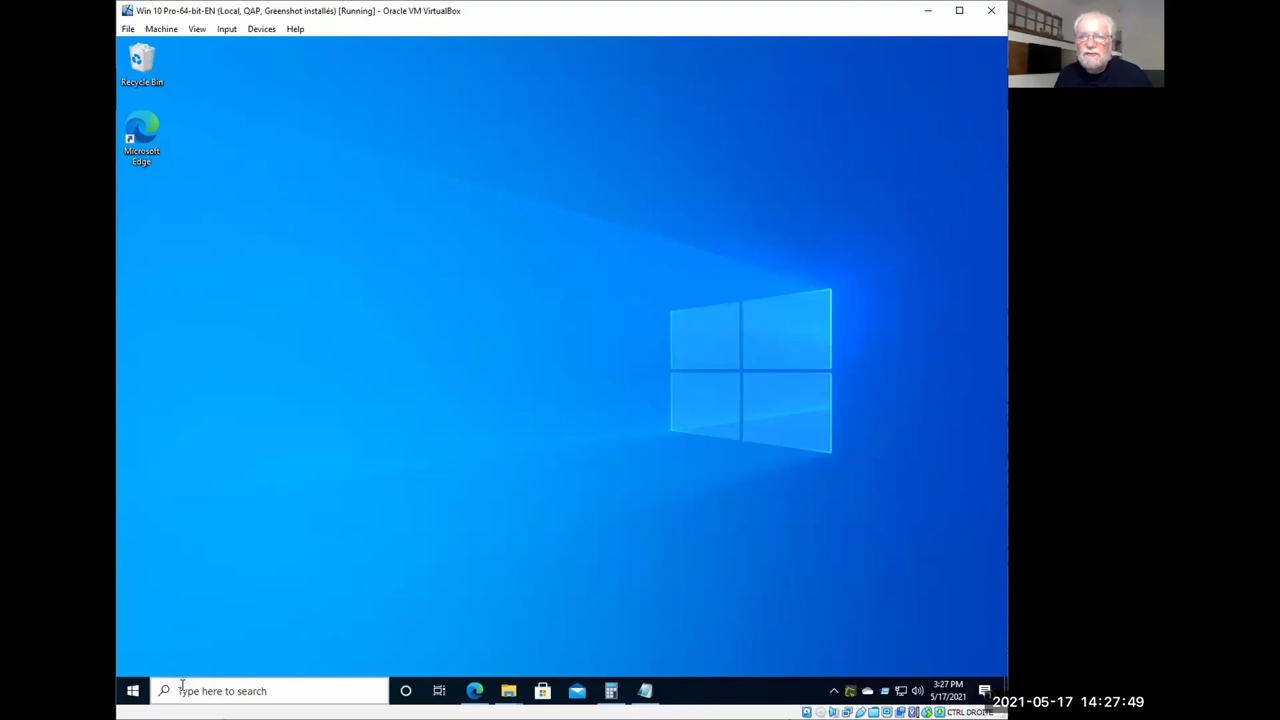 Win 10 Pro-64-bit-EN (Local, QAP, Greenshot installés) [Running] - Oracle VM VirtualBox
File Machine View Input Devices Help
Recycle Bin
Microsoft
Edge
Type here to search
3:27 PM
5/17/2021
2021-05-17 14:27:49
CTRL DROITE